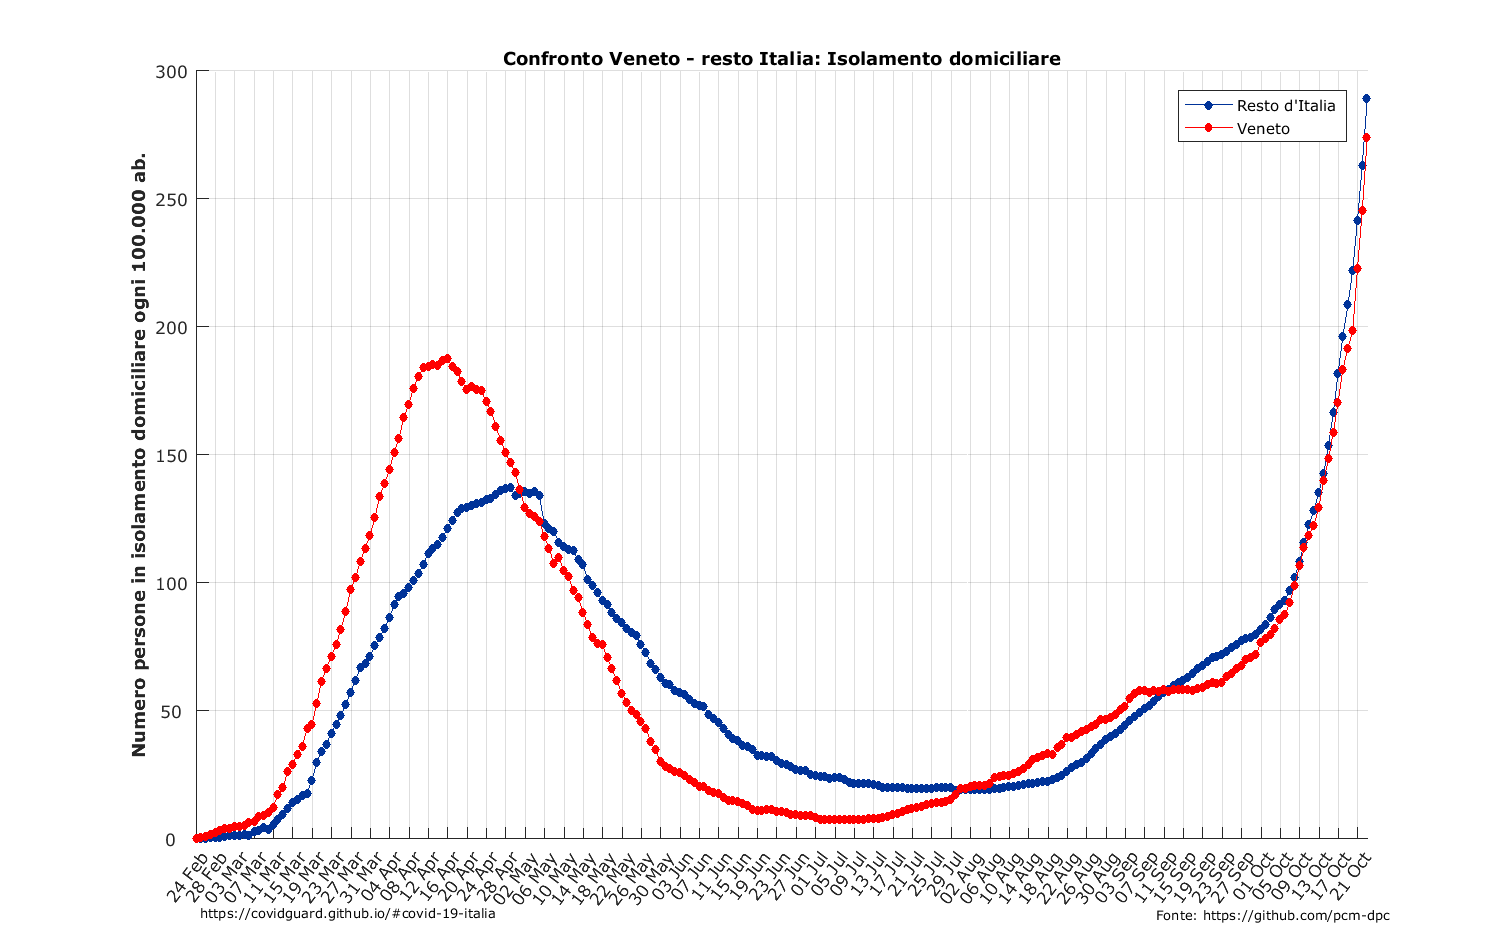 Confronto Veneto - resto Italia: Isolamento domiciliare
Numero persone in isolamento domiciliare ogni 100.000 ab.
300
250
200
150
100
50
0
Resto d'Italia
Veneto
24 Feb
28 Feb
03 Mar
07 Mar
11 Mar
15 Mar
19 Mar
23 Mar
27 Mar
31 Mar
04 Apr
08 Apr
12 Apr
16 Apr
20 Apr
24 Apr
28 Apr
02 May
06 May
10 May
14 May
18 May
22 May
26 May
30 May
03 Jun
07 Jun
11 Jun
15 Jun
19 Jun
23 Jun
27 Jun
01 Jul
05 Jul
09 Jul
13 Jul
17 Jul
21 Jul
25 Jul
29 Jul
02 Aug
06 Aug
10 Aug
14 Aug
18 Aug
22 Aug
26 Aug
30 Aug
03 Sep
07 Sep
11 Sep
15 Sep
19 Sep
23 Sep
27 Sep
01 Oct
05 Oct
09 Oct
13 Oct
17 Oct
21 Oct
https://covidguard.github.io/#covid-19-italia
Fonte: https://github.com/pcm-dpc